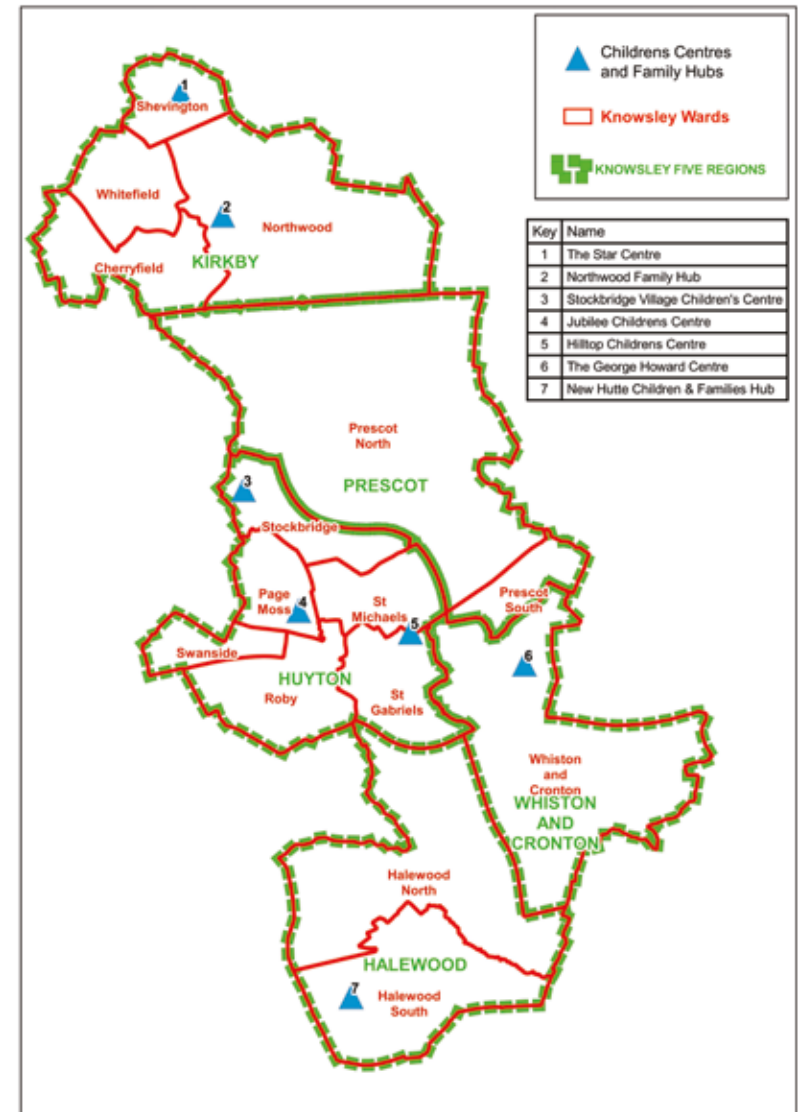 Childrens Centres
and Family Hubs
Knowsley Wards
KNOWSLEY FIVE REGIONS
Key Name
1 The Star Centre
2 Northwood Family Hub
3 Stockbridge Village Children's Centre
4 Jubilee Childrens Centre
5 Hilltop Childrens Centre
6 The George Howard Centre
7 New Hutte Children & Families Hub
1
Shevington
Whitefield
2
Northwood
Cherryfield
KIRKBY
Prescot
North
PRESCOT
3
Stockbridge
Page
Moss
4
St
Michaels
5
Prescot
South
Swanside
HUYTON
Roby
St
Gabriels
6
Whiston
and
Cronton
WHISTON
AND
CRONTON
Halewood
North
HALEWOOD
7
Halewood
South